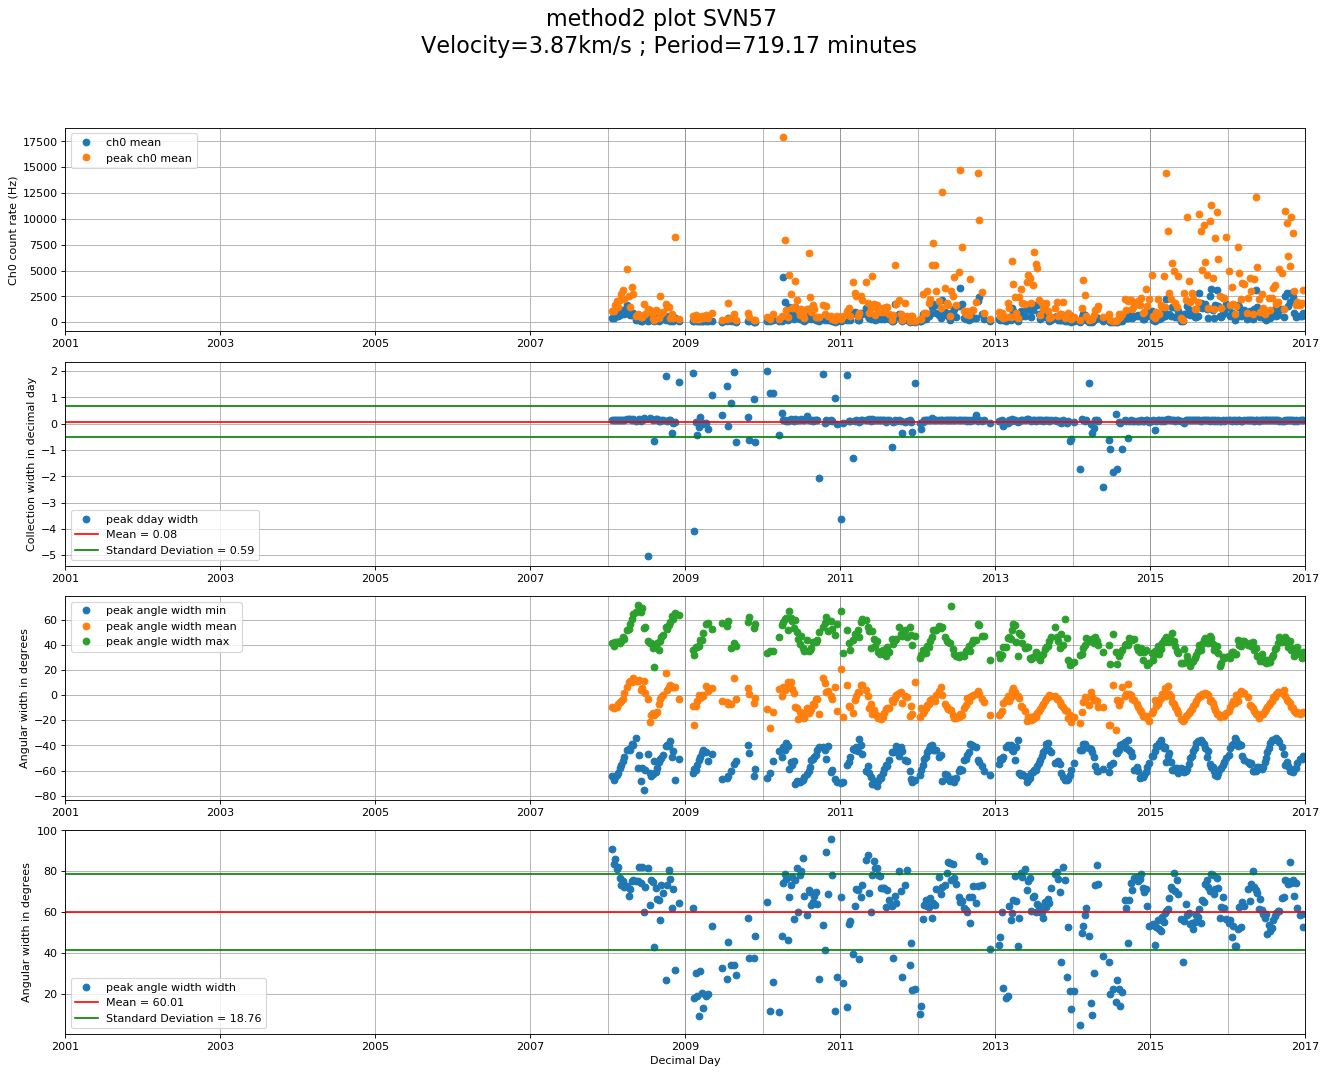 method2 plot SVN57
Velocity=3.87km/s ; Period=719.17 minutes
Ch0 count rate (Hz)
17500
15000
12500
10000
7500
5000
2500
0
ch0 mean
peak ch0 mean
2001 2003 2005 2007 2009 2011 2013 2015 2017
Collection width in decimal day
2
1
0
−1
−2
−3
−4
−5
peak dday width
Mean = 0.08
Standard Deviation = 0.59
2001 2003 2005 2007 2009 2011 2013 2015 2017
Angular width in degrees
60
40
20
0
−20
−40
−60
−80
peak angle width min
peak angle width mean
peak angle width max
2001 2003 2005 2007 2009 2011 2013 2015 2017
Angular width in degrees
100
80
60
40
20
peak angle width width
Mean = 60.01
Standard Deviation = 18.76
2001 2003 2005 2007 2009 2011 2013 2015 2017
Decimal Day